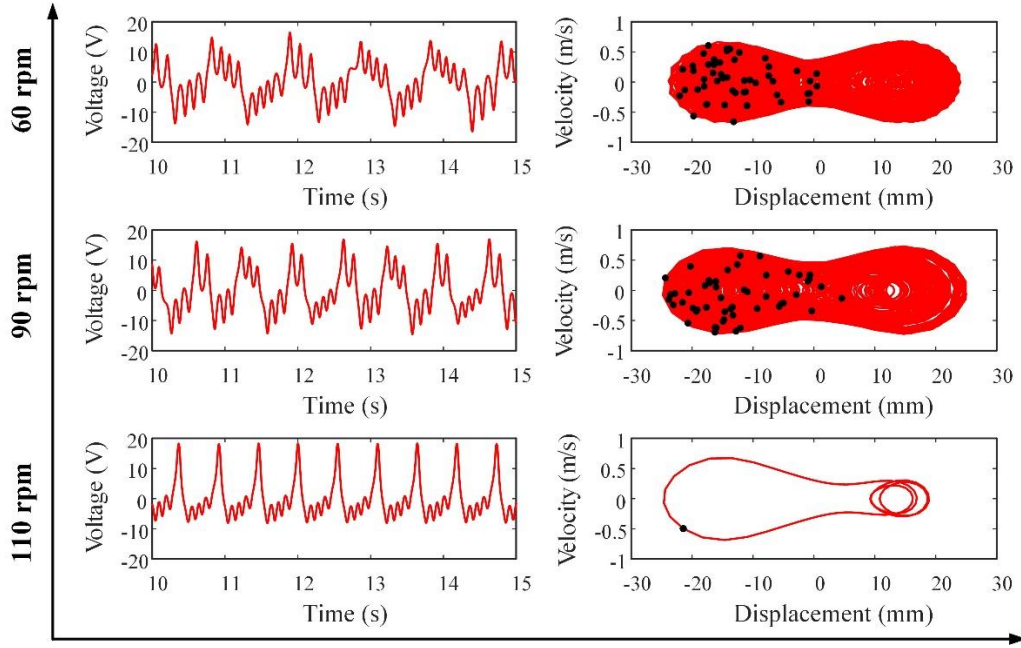 60 rpm
Voltage (V)
20
10
0
-10
-20
10 11 12 13 14 15
Time (s)
Velocity (m/s)
1
0.5
0
-0.5
-1
-30 -20 -10 0 10 20 30
Displacement (mm)
90 rpm
Voltage (V)
20
10
0
-10
-20
10 11 12 13 14 15
Time (s)
Velocity (m/s)
1
0.5
0
-0.5
-1
-30 -20 -10 0 10 20 30
Displacement (mm)
110 rpm
Voltage (V)
20
10
0
-10
-20
10 11 12 13 14 15
Time (s)
Velocity (m/s)
1
0.5
0
-0.5
-1
-30 -20 -10 0 10 20 30
Displacement (mm)